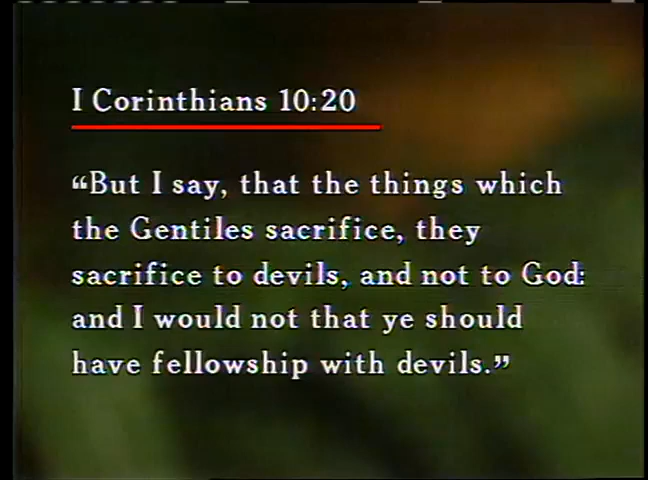 I Corinthians 10:20
“But I say, that the things which
the Gentiles sacrifice, they
sacrifice to devils, and not to God:
and I would not that ye should
have fellowship with devils.”